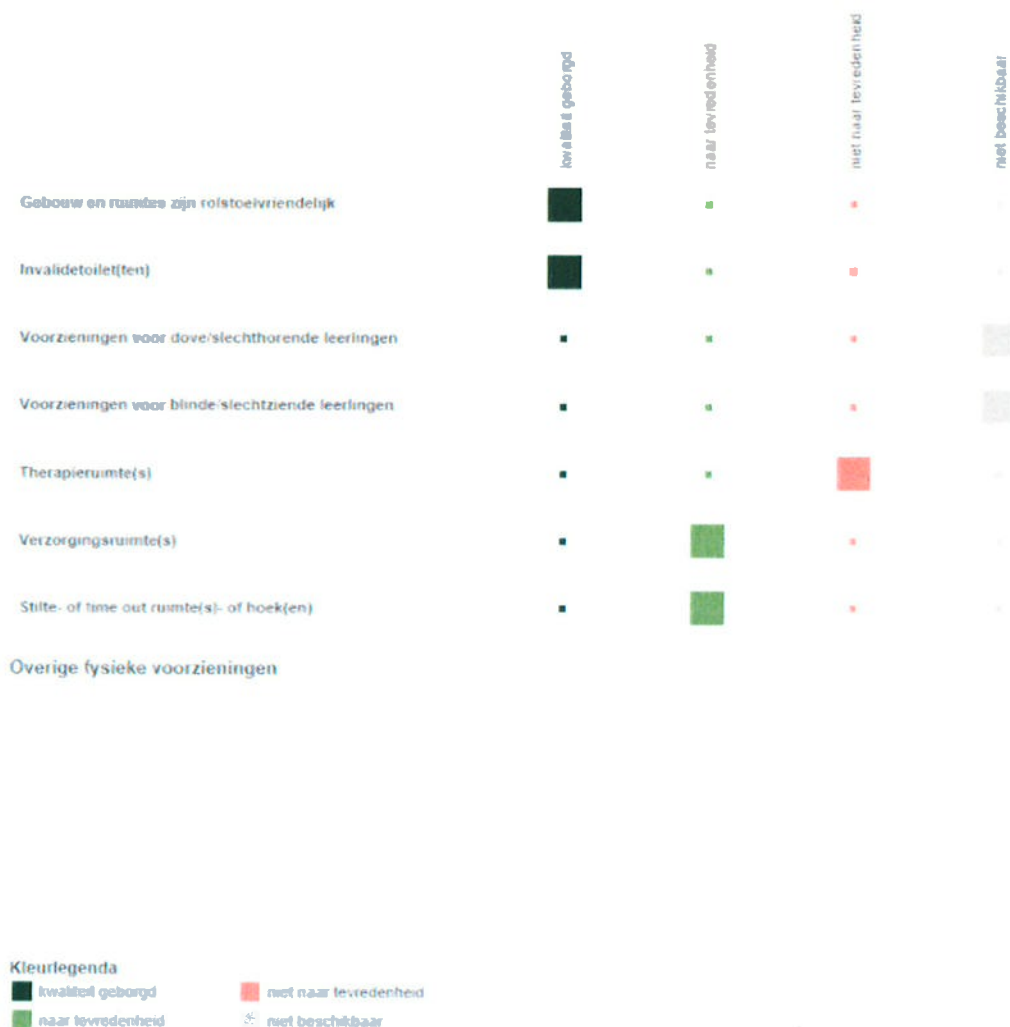 kwaliteit geborgd
naar tevredenheid
niet naar tevredenheid
niet beschikbaar
Gebouw en ruimtes zijn rolstoelvriendelijk
Invalidetoilet(ten)
Voorzieningen voor dove/slechthorende leerlingen
Voorzieningen voor blinde/slechtziende leerlingen
Therapieruimte(s)
Verzorgingsruimte(s)
Stilte- of time out ruimte(s)- of hoek(en)
Overige fysieke voorzieningen
Kleurlegenda
kwaliteit geborgd
niet naar tevredenheid
naar tevredenheid
niet beschikbaar